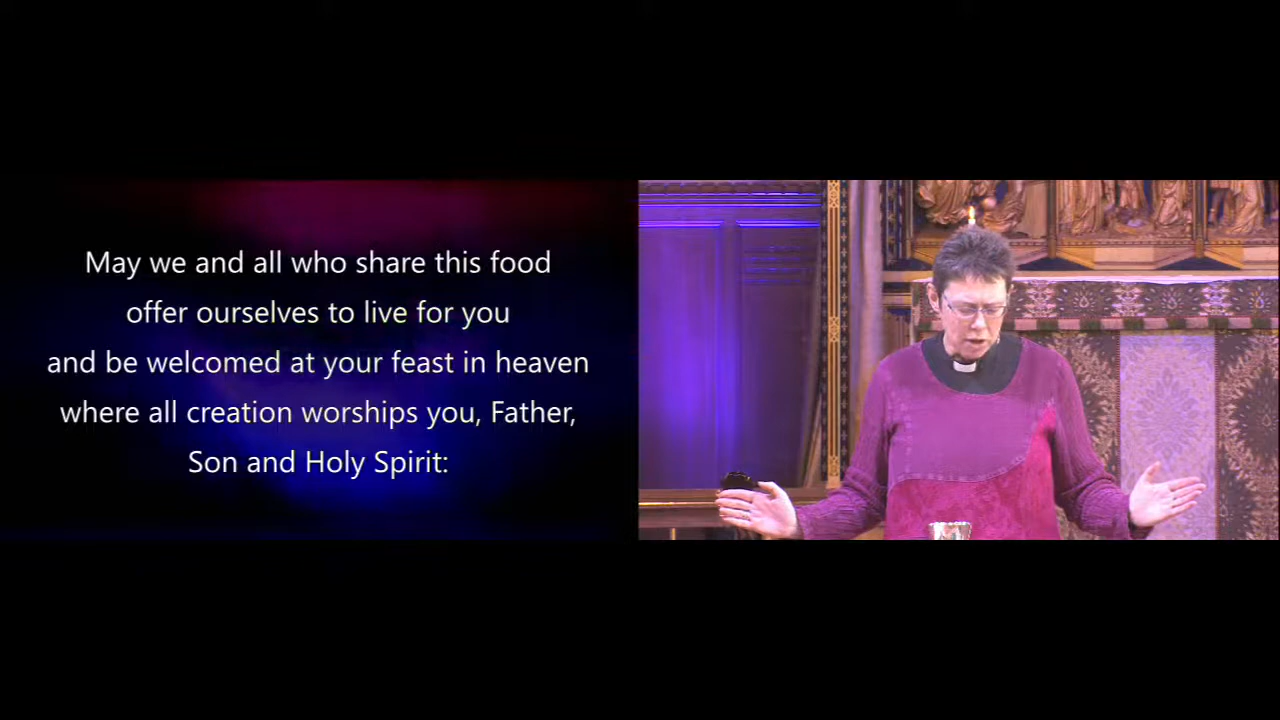 May we and all who share this food
offer ourselves to live for you
and be welcomed at your feast in heaven
where all creation worships you, Father,
Son and Holy Spirit: